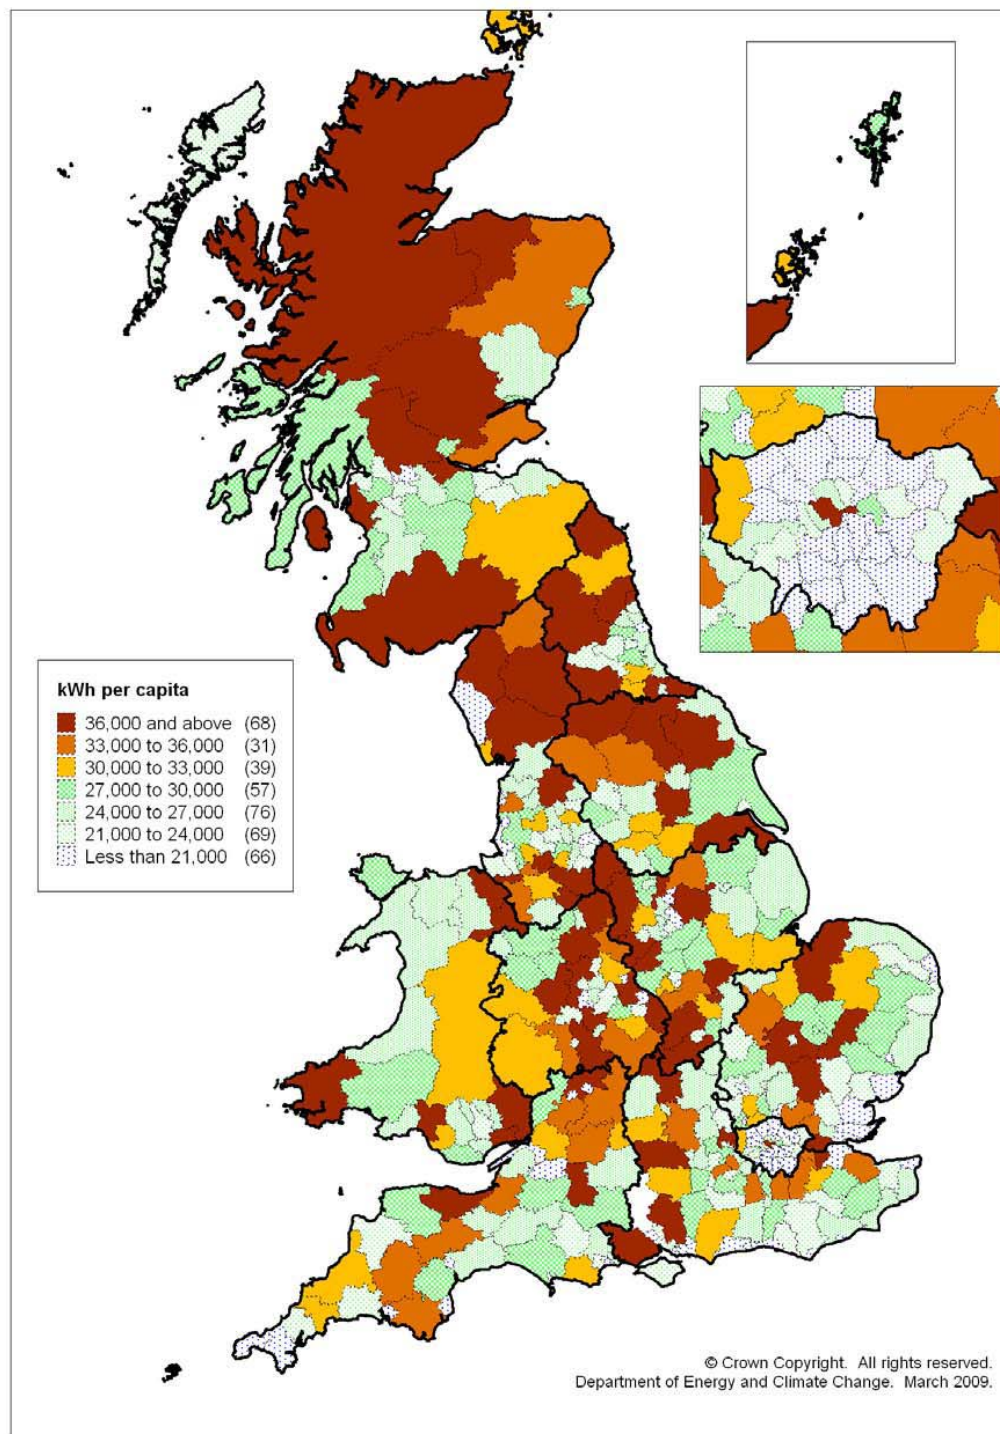 kWh per capita
36,000 and above (68)
33,000 to 36,000 (31)
30,000 to 33,000 (39)
27,000 to 30,000 (57)
24,000 to 27,000 (76)
21,000 to 24,000 (69)
Less than 21,000 (66)
© Crown Copyright. All rights reserved.
Department of Energy and Climate Change. March 2009.